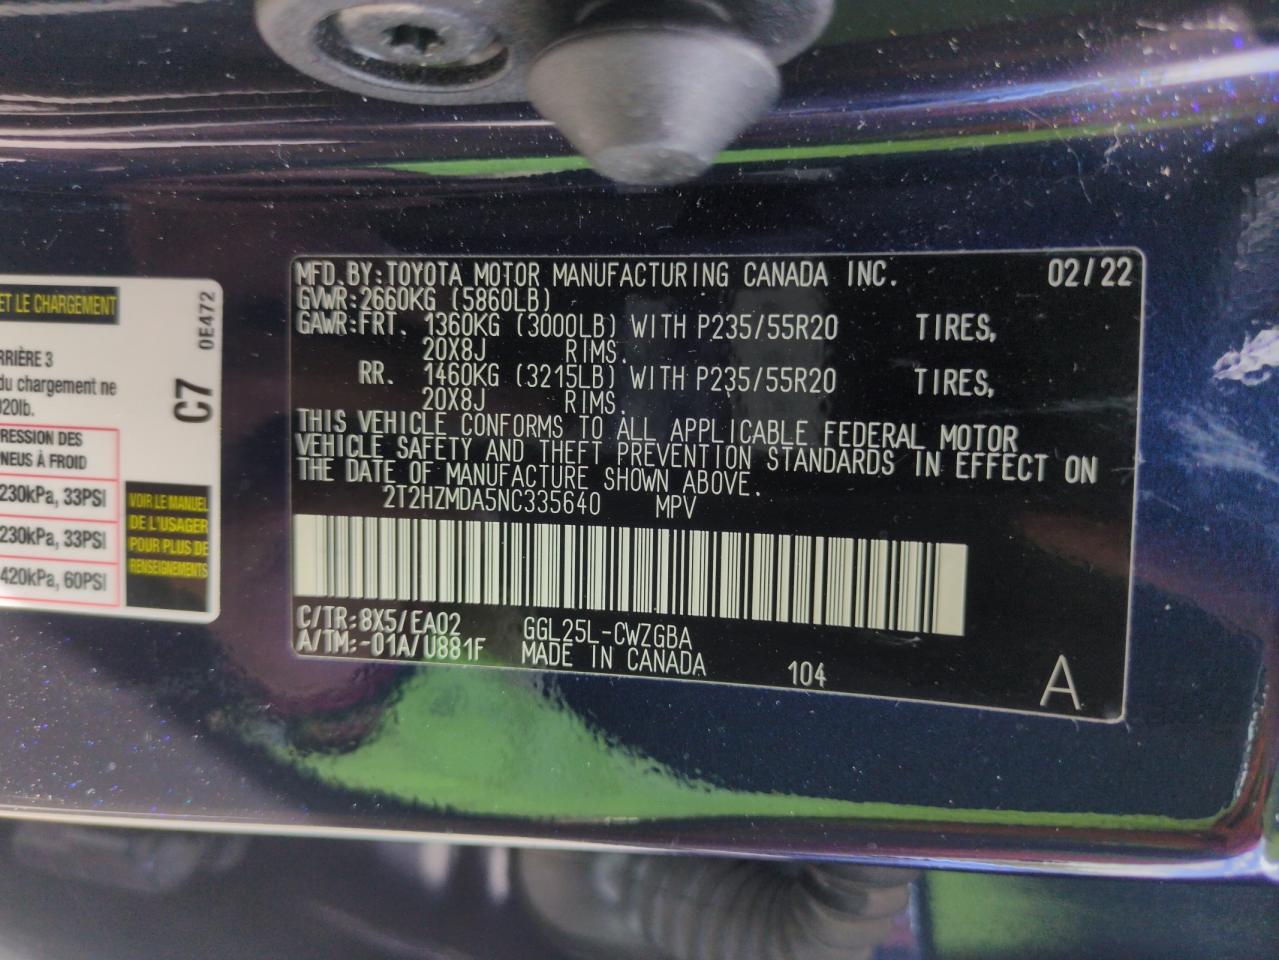 ET LE CHARGEMENT
0E472
C7
ARRIÈRE 3
du chargement ne
PRESSION DES
PNEUS À FROID
230kPa, 33PSI
230kPa, 33PSI
420kPa, 60PSI
VOIR LE MANUEL
DE L'USAGER
POUR PLUS DE
RENSEIGNEMENTS
MFD.BY:TOYOTA MOTOR MANUFACTURING CANADA INC. 02/22
GVWR:2660KG (5860LB)
GAWR:FRT. 1360KG (3000LB) WITH P235/55R20 TIRES,
20X8J RIMS.
RR. 1460KG (3215LB) WITH P235/55R20 TIRES,
20X8J RIMS.
THIS VEHICLE CONFORMS TO ALL APPLICABLE FEDERAL MOTOR
VEHICLE SAFETY AND THEFT PREVENTION STANDARDS IN EFFECT ON
THE DATE OF MANUFACTURE SHOWN ABOVE.
2T2HZMDA5NC335640 MPV
C/TR:8X5/EA02 GGL25L-CWZGBA
A/TM:-01A/U881F MADE IN CANADA 104 A